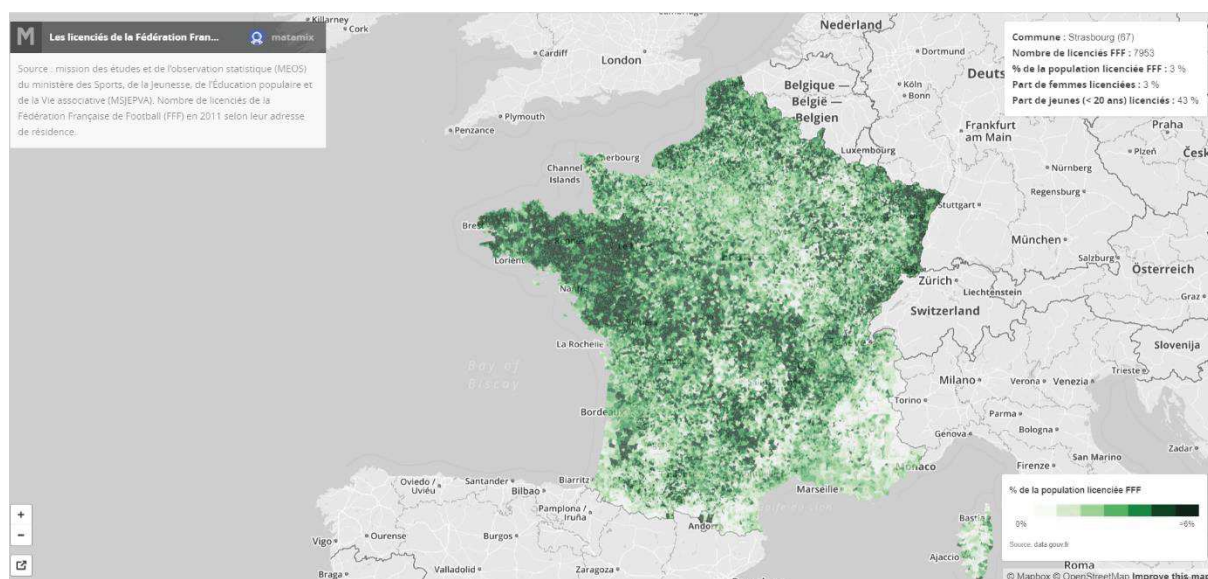 M Les licenciés de la Fédération Fran... matamix
Source : mission des études et de l'observation statistique (MEOS)
du ministère des Sports, de la Jeunesse, de l'Éducation populaire et
de la Vie associative (MSJEPVA). Nombre de licenciés de la
Fédération Française de Football (FFF) en 2011 selon leur adresse
de résidence.
Commune : Strasbourg (67)
Nombre de licenciés FFF : 7953
% de la population licenciée FFF : 3 %
Part de femmes licenciées : 3 %
Part de jeunes (< 20 ans) licenciés : 43 %
Killarney
Cork
Cardiff
London
Plymouth
Penzance
Nederland
Dortmund
Deuts
Köln
Bonn
Belgique —
België —
Belgien
Frankfurt
am Main
Praha
Plzeň
Česk
Luxembourg
Nürnberg
Regensburg
Channel
Islands
erbourg
Stuttgart
Brest
Lorient
München
Salzburg
Österreich
Zürich
Liechtenstein
Graz
Switzerland
La Rochelle
Slovenija
Bay of
Biscay
Milano
Verona
Venezia
Trieste
Torino
Bordeaux
Parma
Genova
Bologna
Zadar
San Marino
Monaco
Firenze
Oviedo /
Uviéu
Santander
Bilbao
Biarritz
Marseille
Pamplona /
Iruña
Andorr
Vigo
Ourense
Burgos
Braga
Valladolid
Zaragoza
Bastia
Ajaccio
Roma
+
−
% de la population licenciée FFF
0%
=6%
Source: data.gouv.fr
© Mapbox © OpenStreetMap Improve this map